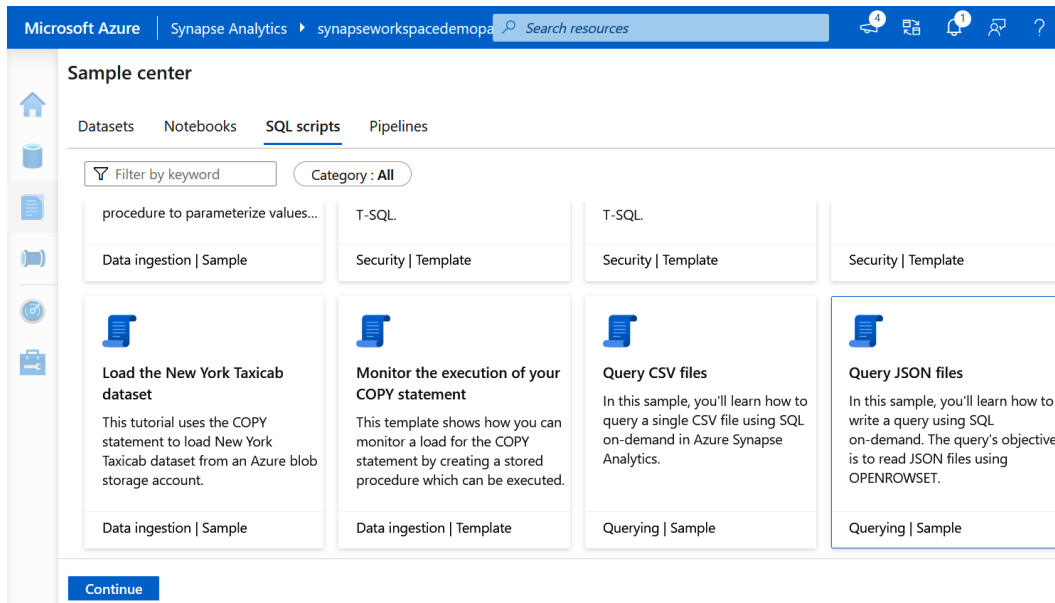 Microsoft Azure
Synapse Analytics
synapseworkspacedemopa
Search resources
4
1
?
Sample center
Datasets
Notebooks
SQL scripts
Pipelines
Filter by keyword
Category : All
procedure to parameterize values...
Data ingestion | Sample
T-SQL.
Security | Template
T-SQL.
Security | Template
Security | Template
Load the New York Taxicab
dataset
This tutorial uses the COPY
statement to load New York
Taxicab dataset from an Azure blob
storage account.
Data ingestion | Sample
Monitor the execution of your
COPY statement
This template shows how you can
monitor a load for the COPY
statement by creating a stored
procedure which can be executed.
Data ingestion | Template
Query CSV files
In this sample, you'll learn how to
query a single CSV file using SQL
on-demand in Azure Synapse
Analytics.
Querying | Sample
Query JSON files
In this sample, you'll learn how to
write a query using SQL
on-demand. The query's objective
is to read JSON files using
OPENROWSET.
Querying | Sample
Continue